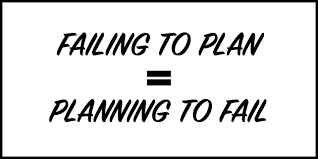 FAILING TO PLAN
=
PLANNING TO FAIL